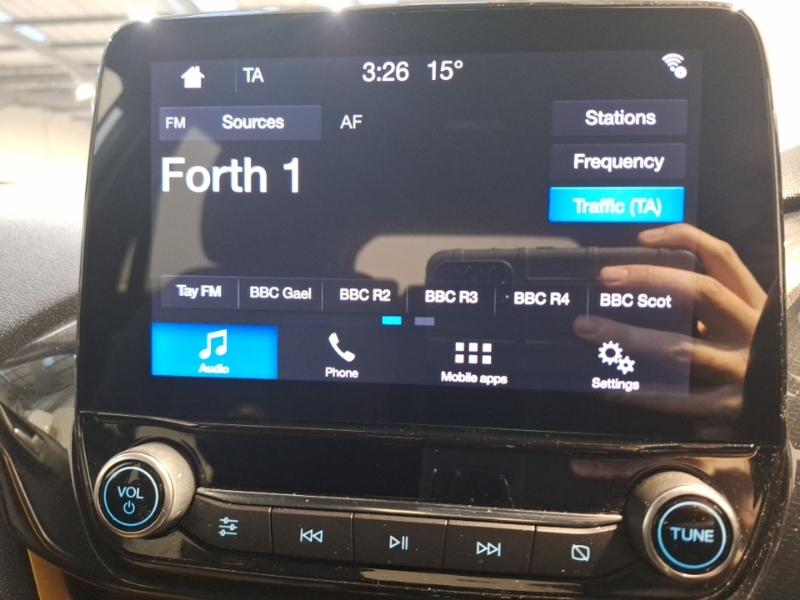 TA 3:26 15°
FM Sources AF Stations
Forth 1 Frequency
Traffic (TA)
Tay FM BBC Gael BBC R2 BBC R3 BBC R4 BBC Scot
Audio Phone Mobile apps Settings
VOL TUNE